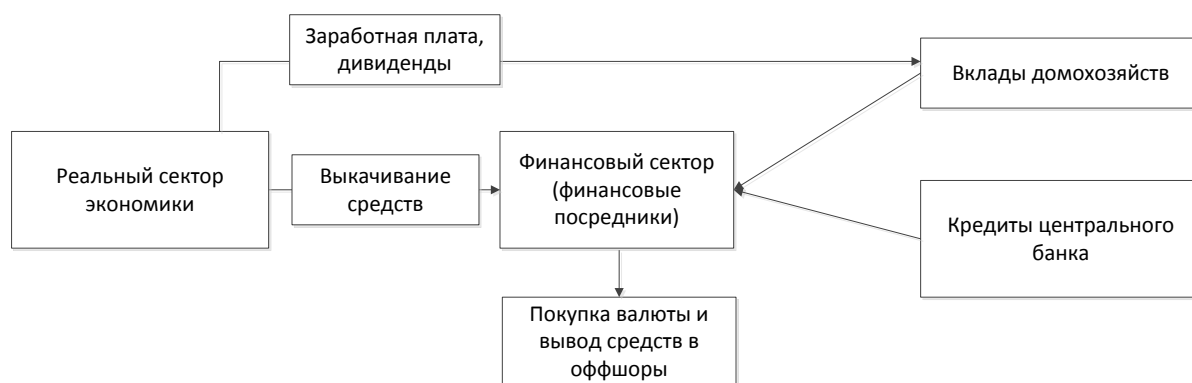 Заработная плата,
дивиденды
Вклады домохозяйств
Реальный сектор
экономики
Выкачивание
средств
Финансовый сектор
(финансовые
посредники)
Кредиты центрального
банка
Покупка валюты и
вывод средств в
оффшоры